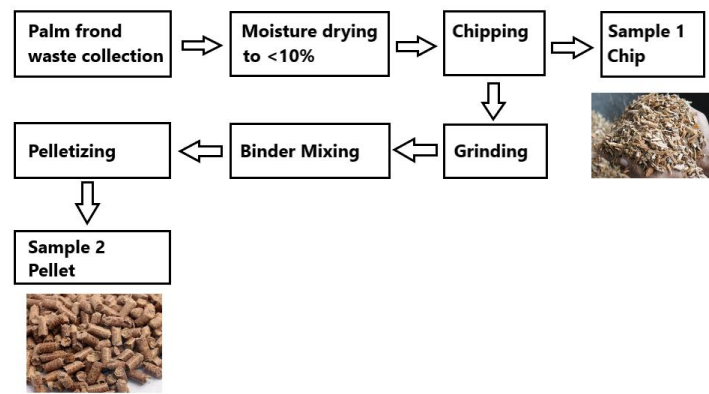 Palm frond
waste collection
Moisture drying
to <10%
Chipping
Sample 1
Chip
Pelletizing
Binder Mixing
Grinding
Sample 2
Pellet